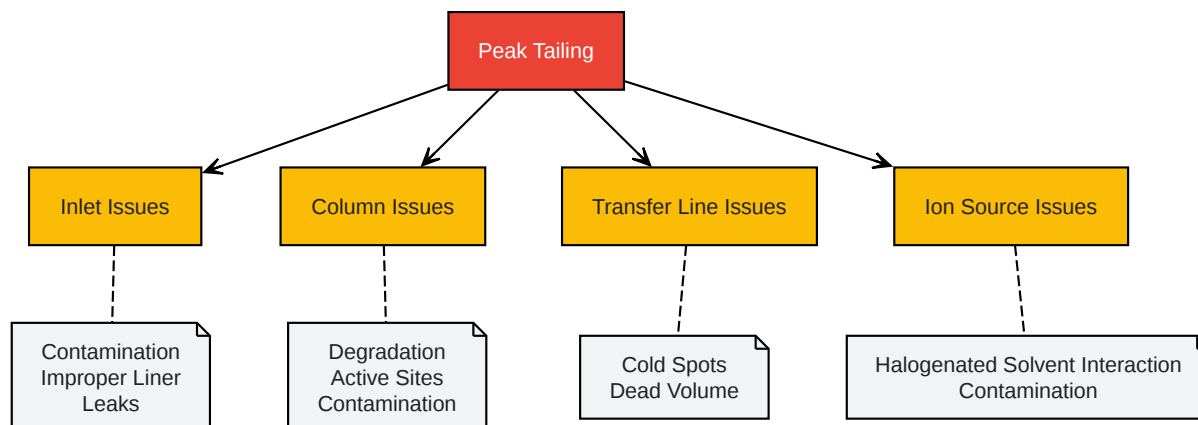 Peak Tailing
Inlet Issues
Column Issues
Transfer Line Issues
Ion Source Issues
Contamination
Improper Liner
Leaks
Degradation
Active Sites
Contamination
Cold Spots
Dead Volume
Halogenated Solvent Interaction
Contamination